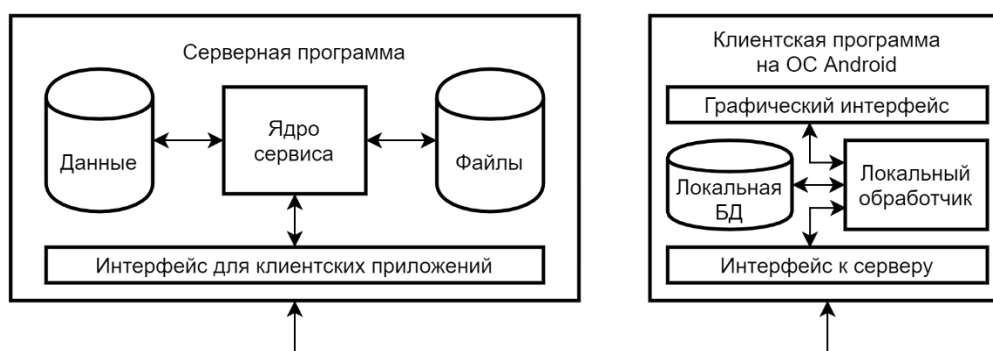 Серверная программа
Данные
Ядро
сервиса
Файлы
Интерфейс для клиентских приложений
Клиентская программа
на ОС Android
Графический интерфейс
Локальная
БД
Локальный
обработчик
Интерфейс к серверу